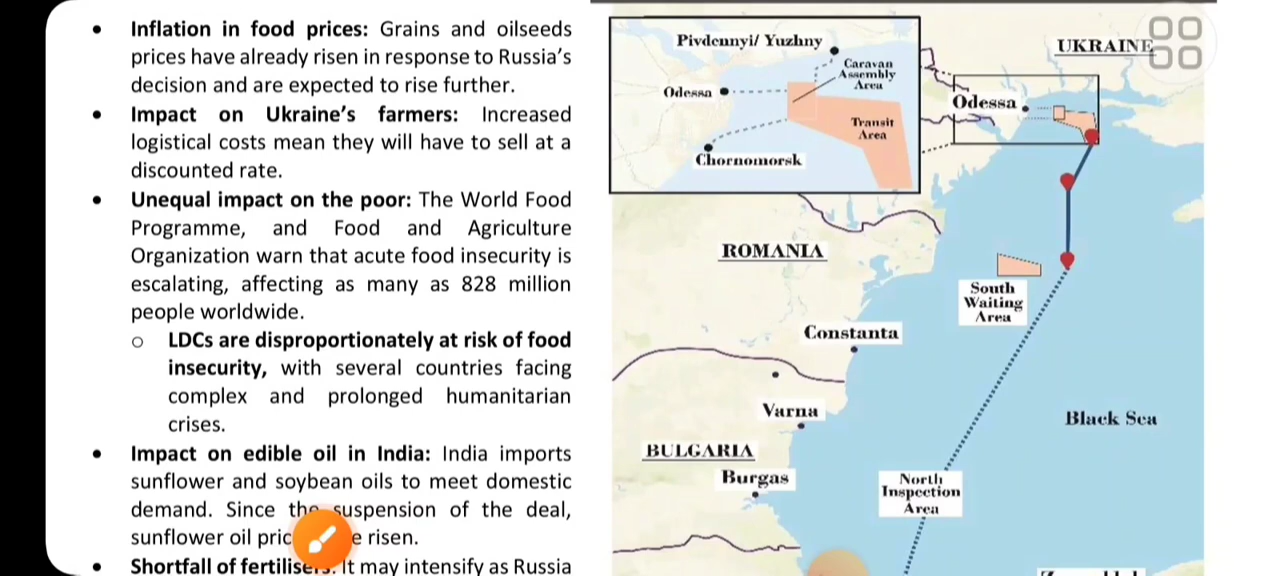 • Inflation in food prices: Grains and oilseeds
prices have already risen in response to Russia’s
decision and are expected to rise further.
• Impact on Ukraine’s farmers: Increased
logistical costs mean they will have to sell at a
discounted rate.
• Unequal impact on the poor: The World Food
Programme, and Food and Agriculture
Organization warn that acute food insecurity is
escalating, affecting as many as 828 million
people worldwide.
o LDCs are disproportionately at risk of food
insecurity, with several countries facing
complex and prolonged humanitarian
crises.
• Impact on edible oil in India: India imports
sunflower and soybean oils to meet domestic
demand. Since the suspension of the deal,
sunflower oil pric e risen.
• Shortfall of fertilisers: It may intensify as Russia
Pivdennyi/ Yuzhny
Caravan
Assembly
Area
Odessa
Transit
Area
Chornomorsk
UKRAINE
Odessa
ROMANIA
South
Waiting
Area
Constanta
Varna
Black Sea
BULGARIA
Burgas
North
Inspection
Area